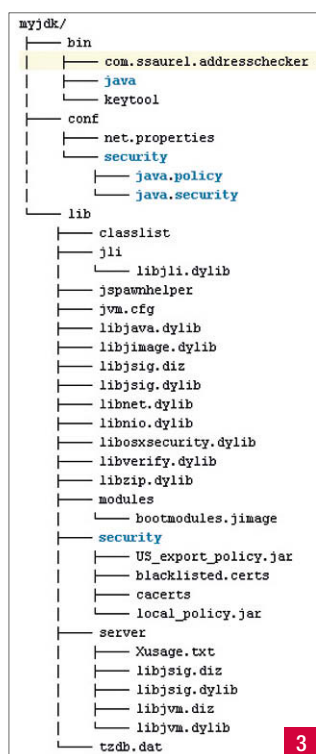 myjdk/
├── bin
│   ├── com.ssaurel.addresschecker
│   ├── java
│   └── keytool
├── conf
│   ├── net.properties
│   └── security
│       ├── java.policy
│       └── java.security
└── lib
    ├── classlist
    ├── jli
    │   └── libjli.dylib
    ├── jspawnhelper
    ├── jvm.cfg
    ├── libjava.dylib
    ├── libjimage.dylib
    ├── libjsig.diz
    ├── libjsig.dylib
    ├── libnet.dylib
    ├── libnio.dylib
    ├── libosxsecurity.dylib
    ├── libverify.dylib
    ├── libzip.dylib
    ├── modules
    │   └── bootmodules.jimage
    ├── security
    │   ├── US_export_policy.jar
    │   ├── blacklisted.certs
    │   ├── cacerts
    │   └── local_policy.jar
    ├── server
    │   ├── Xusage.txt
    │   ├── libjsig.diz
    │   ├── libjsig.dylib
    │   ├── libjvm.diz
    │   └── libjvm.dylib
    └── tzdb.dat
3